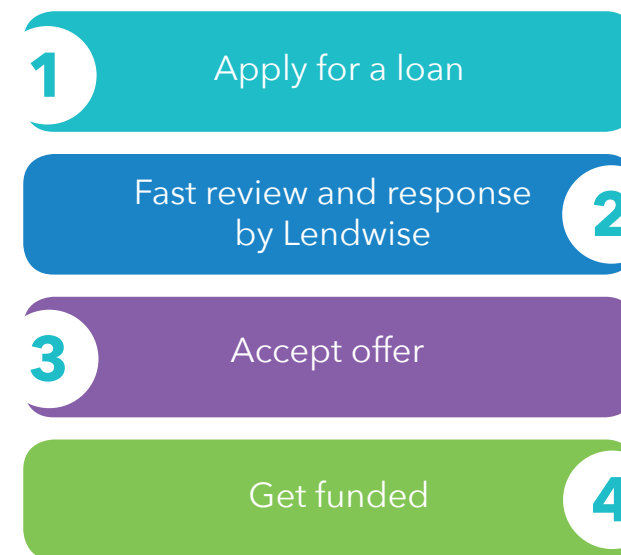 1
Apply for a loan
Fast review and response
by Lendwise
2
3
Accept offer
Get funded
4